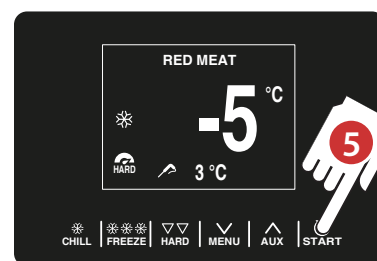 RED MEAT
-5 °C
HARD
3 °C
5
CHILL FREEZE HARD MENU AUX START